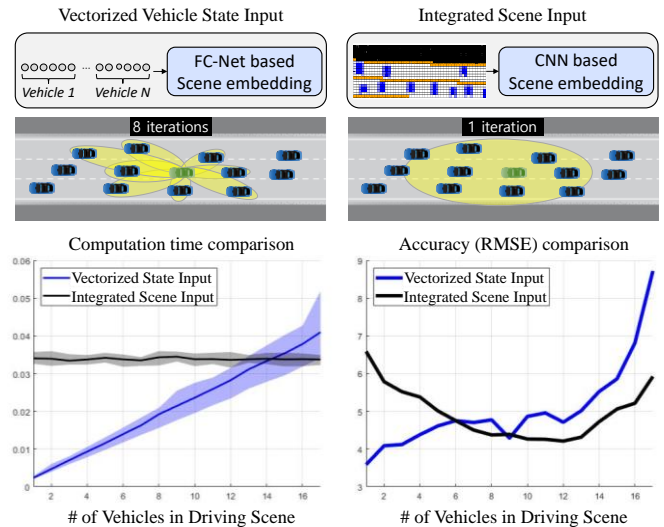 Vectorized Vehicle State Input
Integrated Scene Input
Vehicle 1
...
Vehicle N
FC-Net based
Scene embedding
CNN based
Scene embedding
8 iterations
1 iteration
Computation time comparison
Accuracy (RMSE) comparison
0.06
0.05
0.04
0.03
0.02
0.01
0
Vectorized State Input
Integrated Scene Input
2 4 6 8 10 12 14 16
# of Vehicles in Driving Scene
9
8
7
6
5
4
3
Vectorized State Input
Integrated Scene Input
2 4 6 8 10 12 14 16
# of Vehicles in Driving Scene